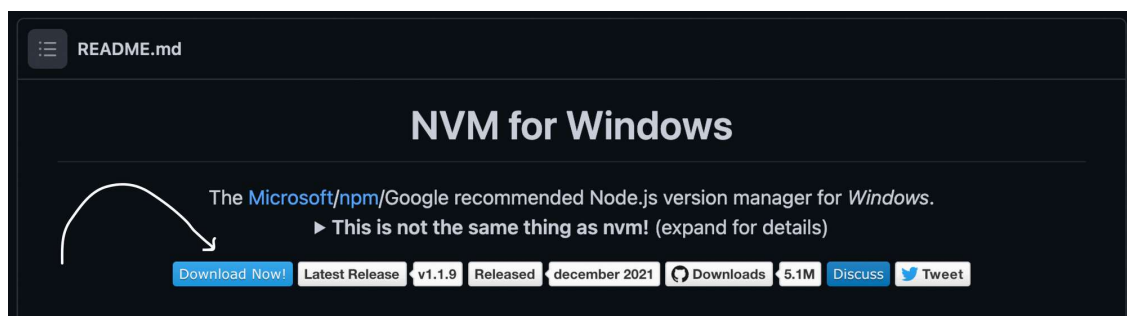 README.md
NVM for Windows
The Microsoft/npm/Google recommended Node.js version manager for Windows.
▶ This is not the same thing as nvm! (expand for details)
Download Now! Latest Release v1.1.9 Released december 2021 Downloads 5.1M Discuss Tweet